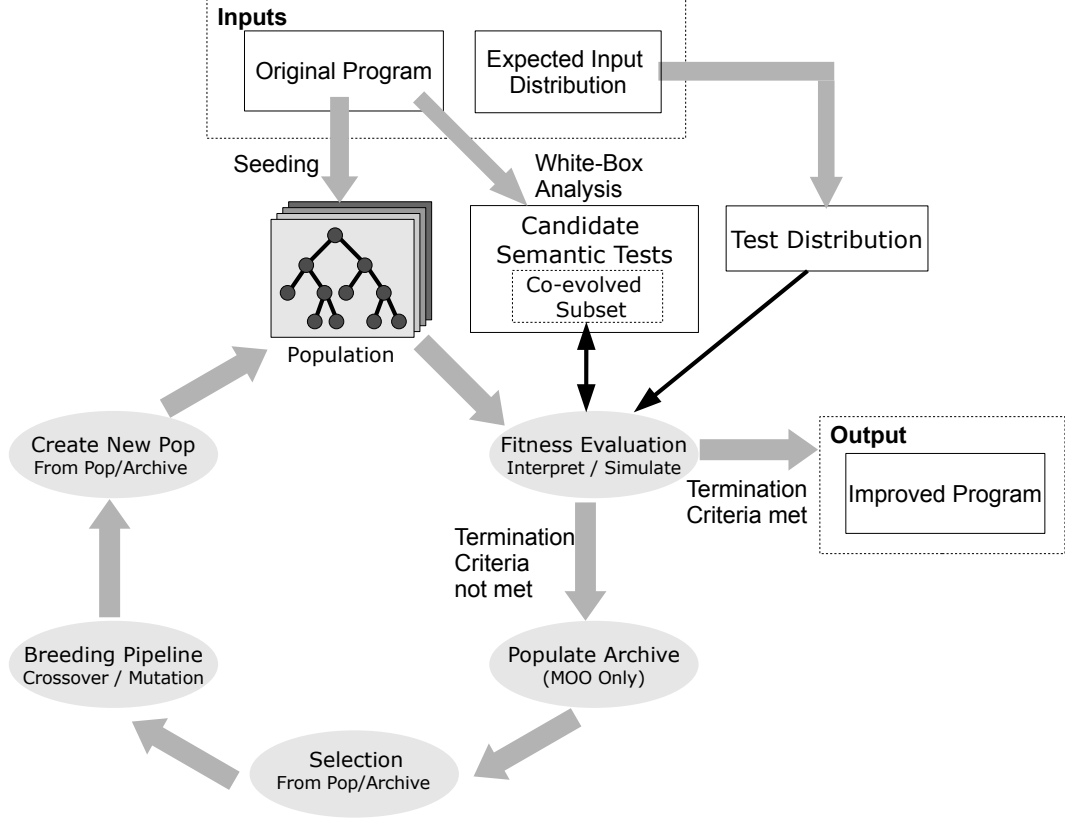 Inputs
Original Program
Expected Input
Distribution
Seeding
White-Box
Analysis
Candidate
Semantic Tests
Co-evolved
Subset
Test Distribution
Population
Create New Pop
From Pop/Archive
Fitness Evaluation
Interpret / Simulate
Output
Improved Program
Termination
Criteria met
Termination
Criteria
not met
Breeding Pipeline
Crossover / Mutation
Populate Archive
(MOO Only)
Selection
From Pop/Archive